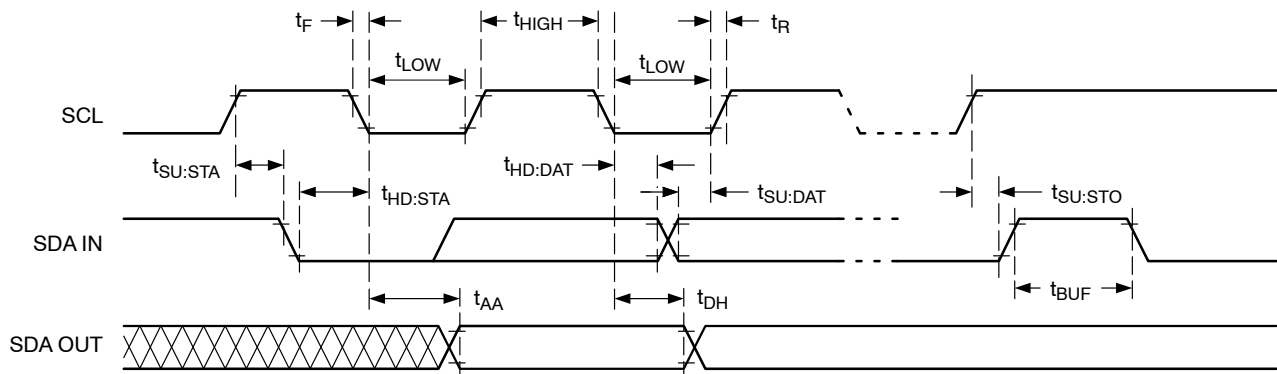 tF
tHIGH
tR
tLOW
tLOW
SCL
tSU:STA
tHD:STA
tHD:DAT
tSU:DAT
tSU:STO
SDA IN
tBUF
tAA
tDH
SDA OUT